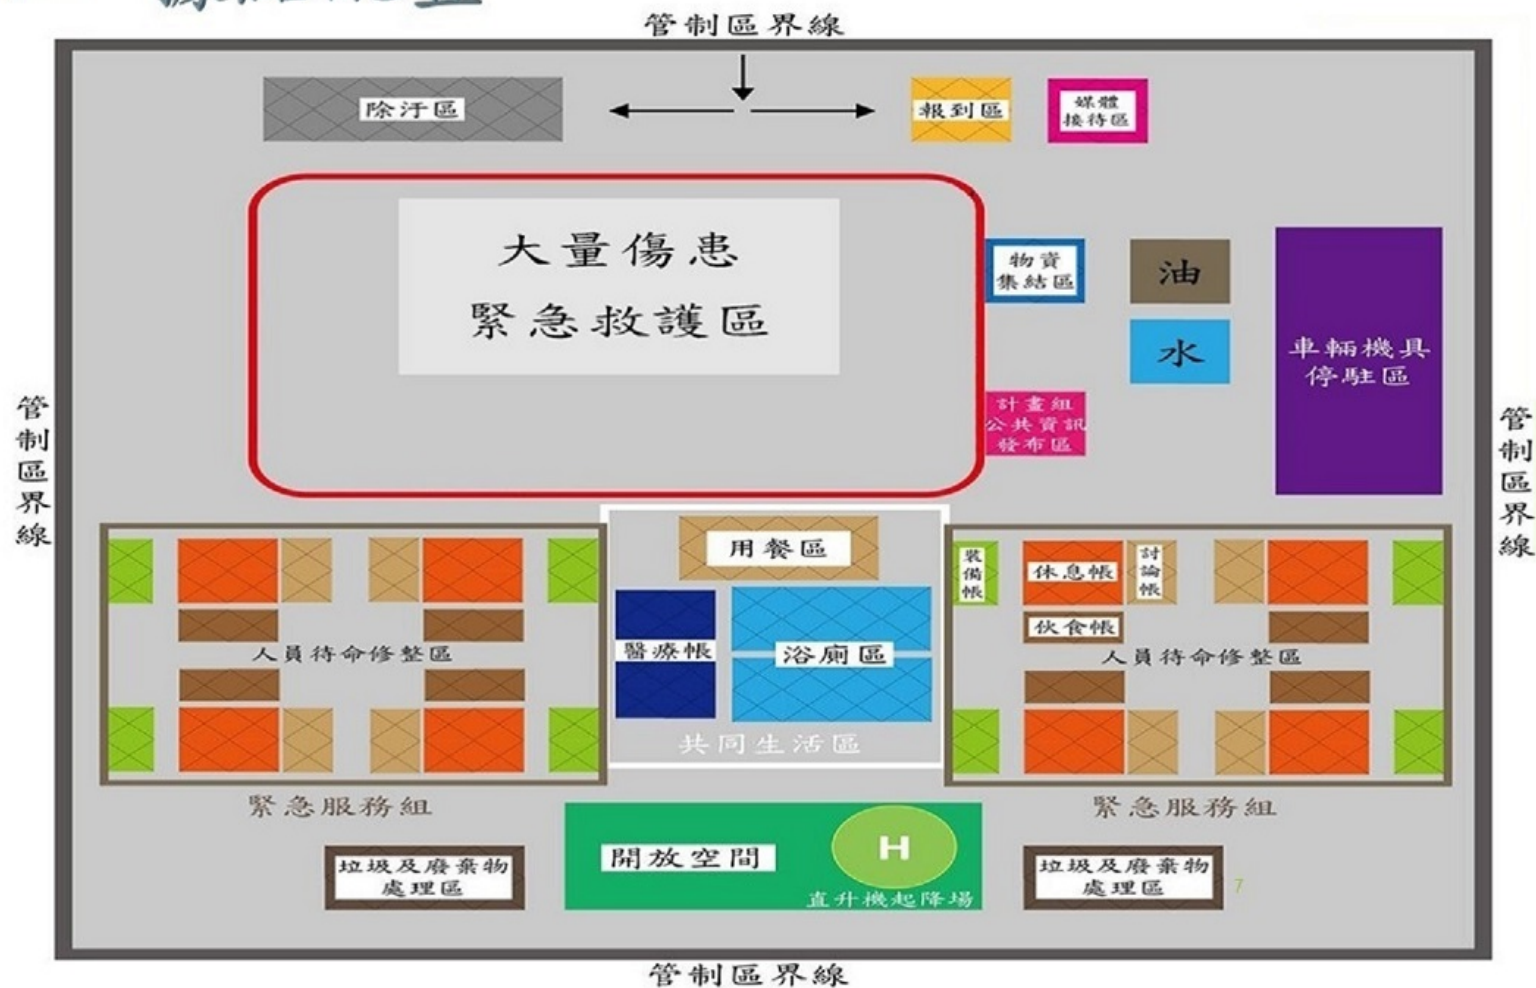 管制區界線
除汙區
報到區
媒體
接待區
大量傷患
緊急救護區
物資
集結區
油
水
車輛機具
停駐區
計畫組
公共資訊
發布區
管制區界線
管制區界線
用餐區
醫療帳
浴廁區
共同生活區
裝備帳
休息帳
討論帳
伙食帳
人員待命修整區
人員待命修整區
緊急服務組
緊急服務組
垃圾及廢棄物
處理區
開放空間
H
直升機起降場
垃圾及廢棄物
處理區
7
管制區界線